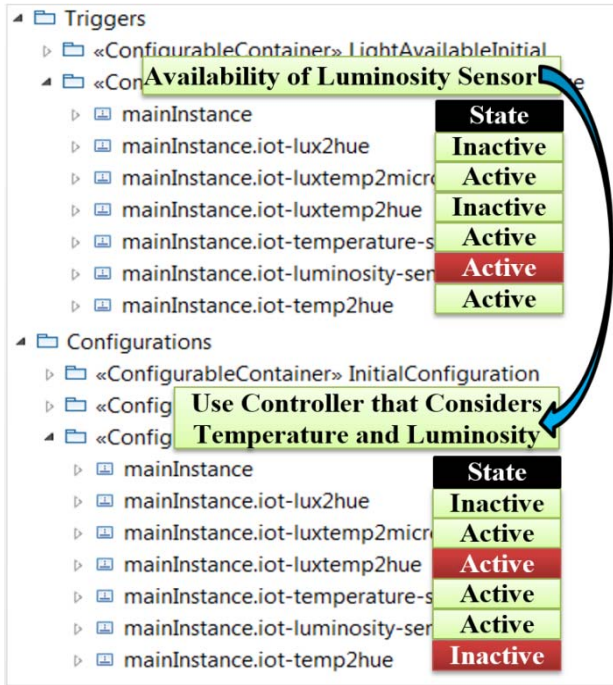 Triggers
«ConfigurableContainer» LightAvailableInitial
«Con
Availability of Luminosity Sensor
e
mainInstance
State
mainInstance.iot-lux2hue
Inactive
mainInstance.iot-luxtemp2micro
Active
mainInstance.iot-luxtemp2hue
Inactive
mainInstance.iot-temperature-s
Active
mainInstance.iot-luminosity-sen
Active
mainInstance.iot-temp2hue
Active
Configurations
«ConfigurableContainer» InitialConfiguration
«Config
Use Controller that Considers
«Config
Temperature and Luminosity
mainInstance
State
mainInstance.iot-lux2hue
Inactive
mainInstance.iot-luxtemp2micro
Active
mainInstance.iot-luxtemp2hue
Active
mainInstance.iot-temperature-s
Active
mainInstance.iot-luminosity-sen
Active
mainInstance.iot-temp2hue
Inactive